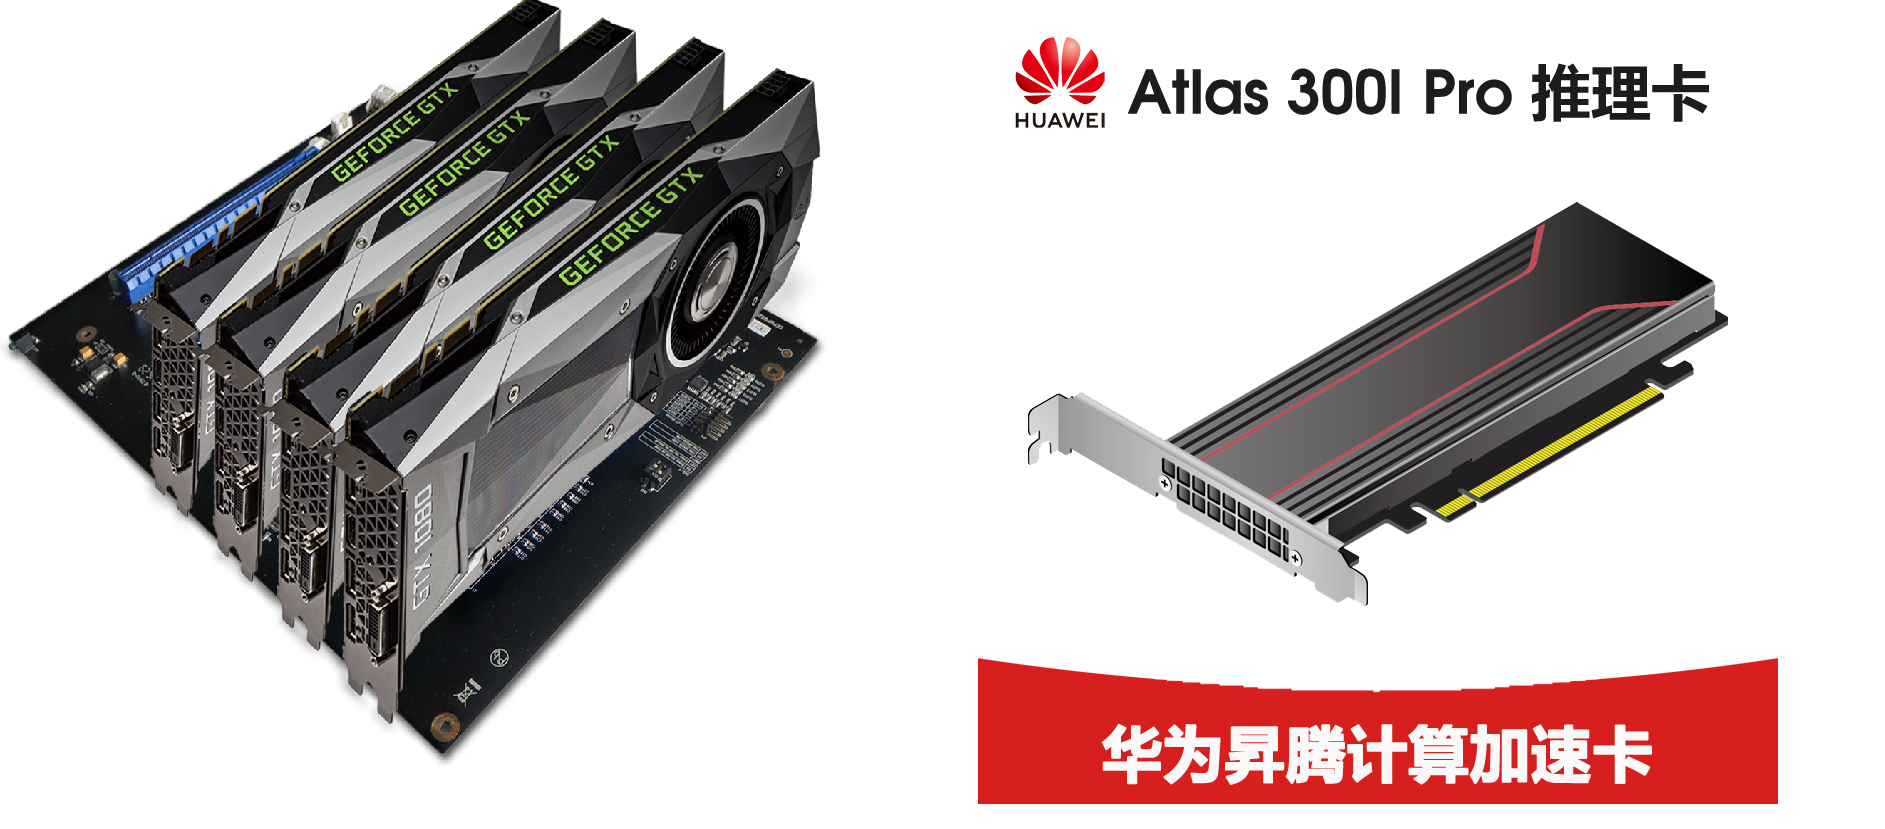 GEFORCE GTX
GEFORCE GTX
GEFORCE GTX
GEFORCE GTX
GTX 1080
HUAWEI
Atlas 300I Pro 推理卡
华为昇腾计算加速卡